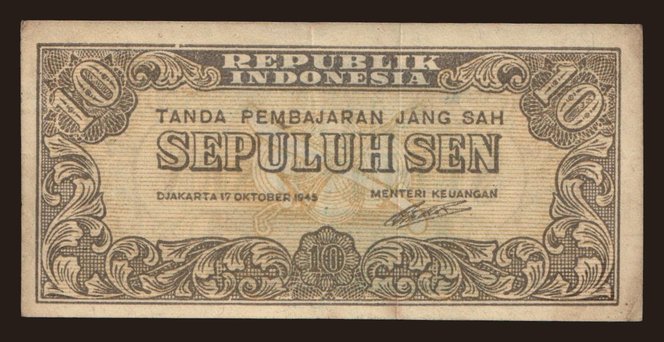 REPUBLIK
INDONESIA
10 10
TANDA PEMBAJARAN JANG SAH
SEPULUH SEN
DJAKARTA 17 OKTOBER 1945 MENTERI KEUANGAN
10